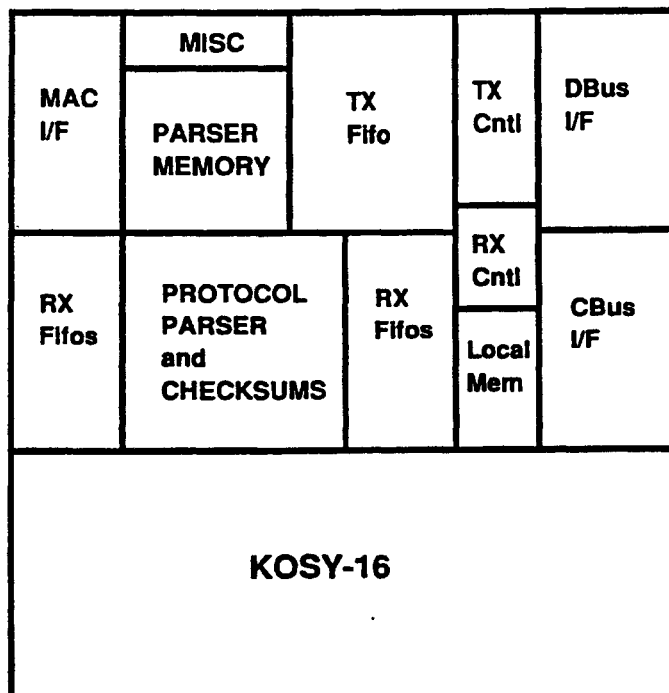 MISC
MAC
I/F
PARSER
MEMORY
TX
Fifo
TX
Cntl
DBus
I/F
RX
Fifos
PROTOCOL
PARSER
and
CHECKSUMS
RX
Fifos
RX
Cntl
Local
Mem
CBus
I/F
KOSY-16